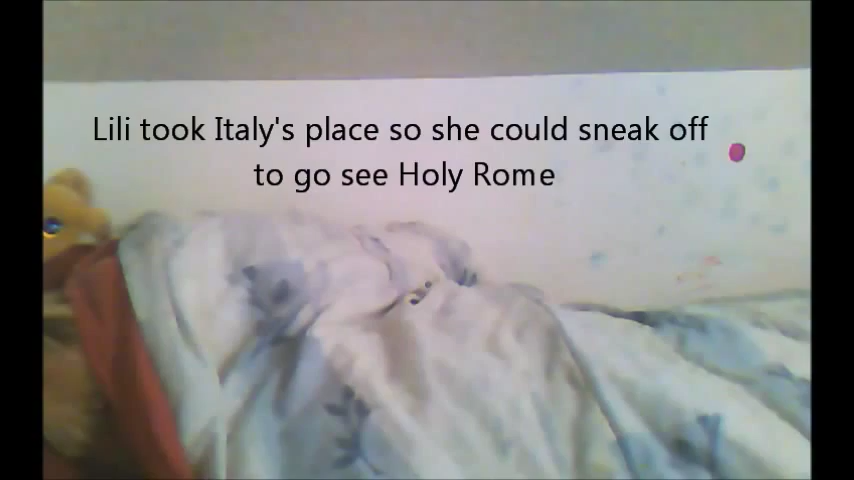 Lili took Italy's place so she could sneak off
to go see Holy Rome